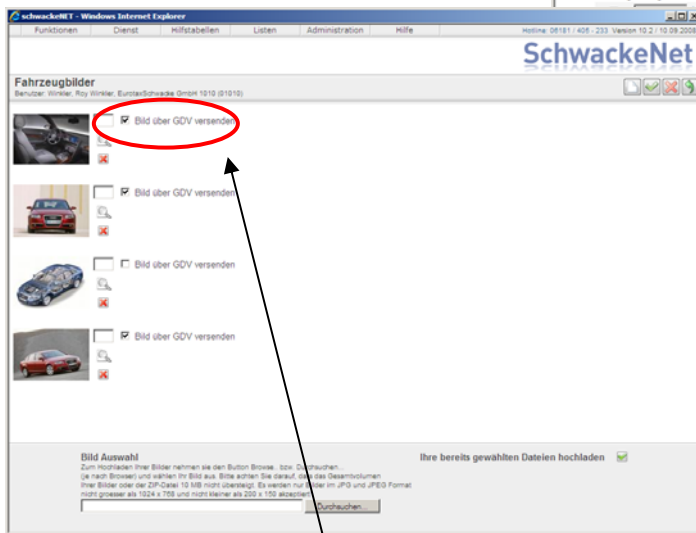 schwackeNET - Windows Internet Explorer
Funktionen Dienst Hilfstabellen Listen Administration Hilfe Hotline: 06181 / 405 - 233 Version 10.2 / 10.09.2008
SchwackeNet
Fahrzeugbilder
Benutzer: Winkler, Roy Winkler, EurotaxSchwacke GmbH 1010 (01010)
Bild über GDV versenden
Bild über GDV versenden
Bild über GDV versenden
Bild über GDV versenden
Bild Auswahl
Ihre bereits gewählten Dateien hochladen
Zum Hochladen Ihrer Bilder nehmen sie den Button Browse.. bzw. Durchsuchen...
(je nach Browser) und wählen Ihr Bild aus. Bitte achten Sie darauf, dass das Gesamtvolumen
Ihrer Bilder oder der ZIP-Datei 10 MB nicht übersteigt. Es werden nur Bilder im JPG und JPEG Format
nicht groesser als 1024 x 768 und nicht kleiner als 200 x 150 akzeptiert
Durchsuchen...